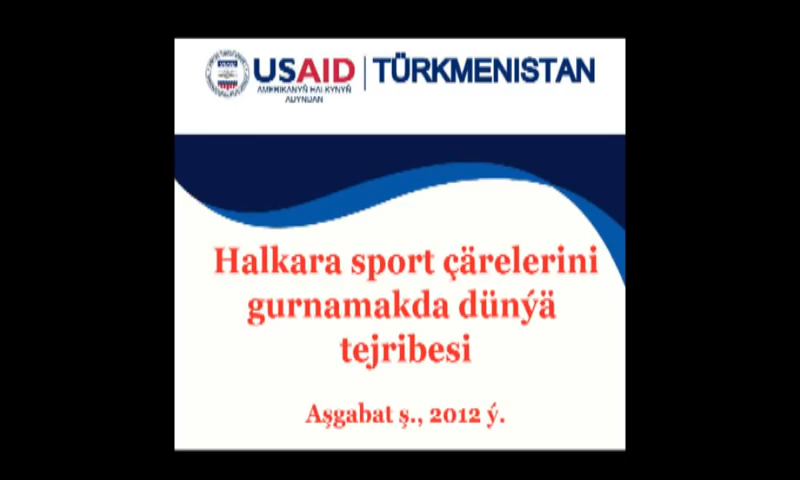 USAID | TÜRKMENISTAN
AMERIKANYŇ HALKYNYŇ
ADYNDAN
Halkara sport çärelerini
gurnamakda dünýä
tejribesi
Aşgabat ş., 2012 ý.